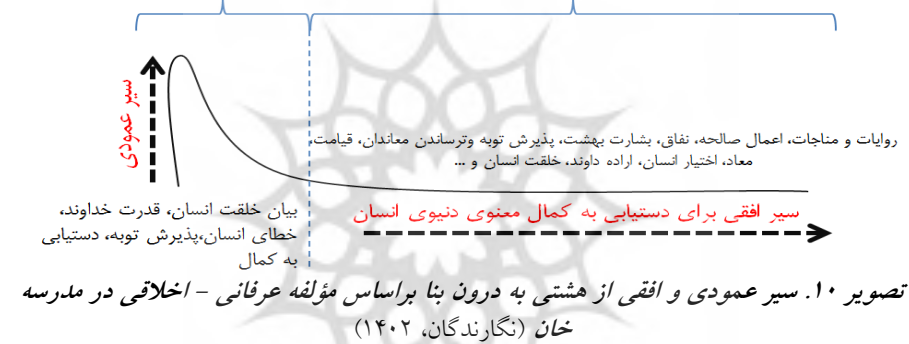 سیر عمودی
روایات و مناجات، اعمال صالحه، نفاق، بشارت بهشت، پذیرش توبه وترساندن معاندان، قیامت،
معاد، اختیار انسان، اراده داوند، خلقت انسان و ...
سیر افقی برای دستیابی به کمال معنوی دنیوی انسان
بیان خلقت انسان، قدرت خداوند،
خطای انسان،پذیرش توبه، دستیابی
به کمال
تصویر ۱۰. سیر عمودی و افقی از هشتی به درون بنا براساس مؤلفه عرفانی – اخلاقی در مدرسه
خان (نگارندگان، ۱۴۰۲)